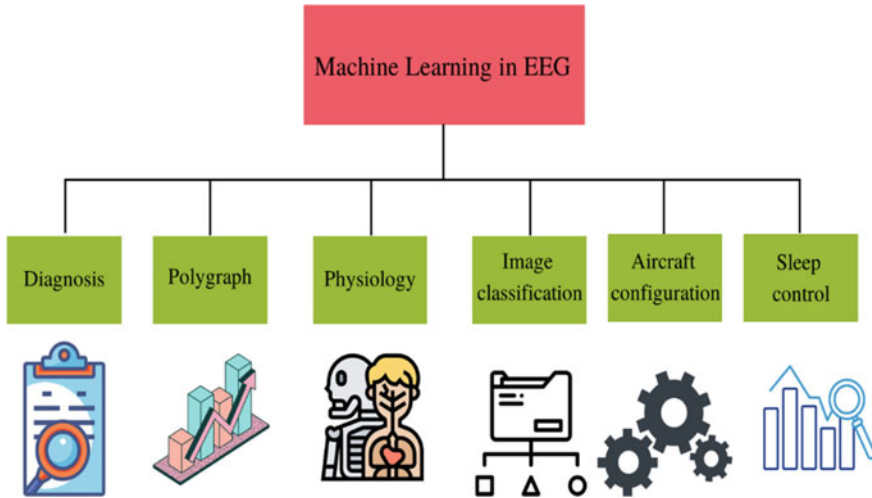 Machine Learning in EEG
Diagnosis
Polygraph
Physiology
Image
classification
Aircraft
configuration
Sleep
control